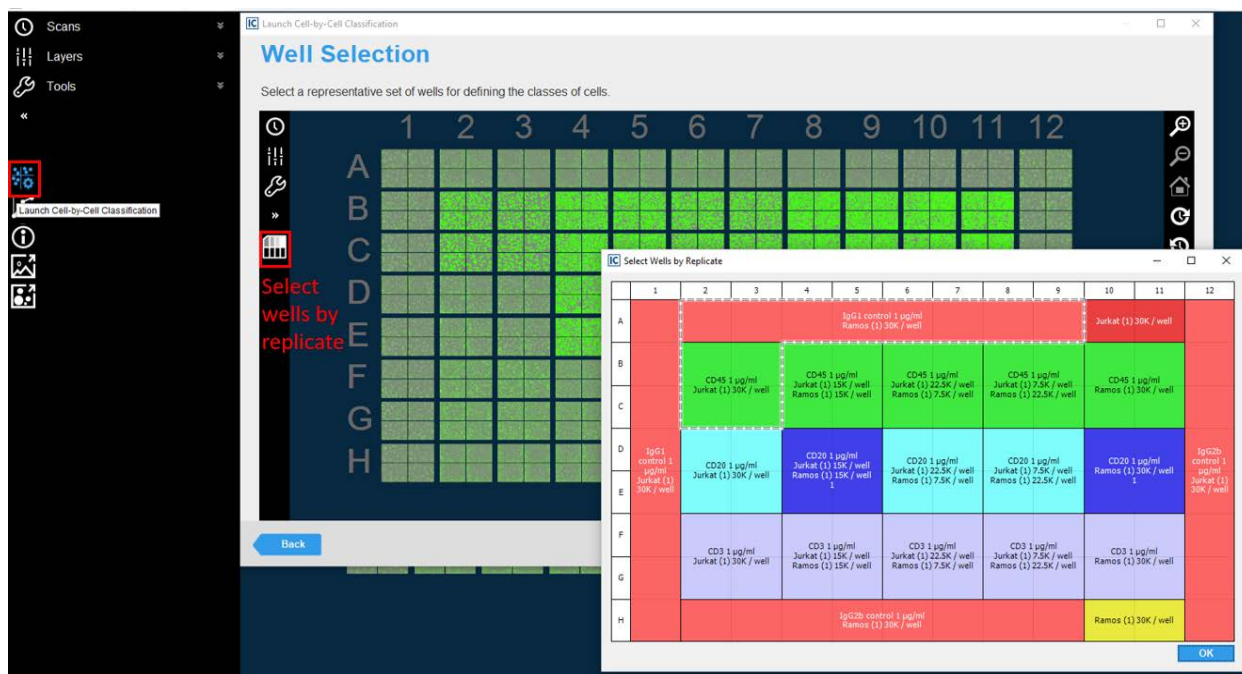 Scans
Layers
Tools
«
Launch Cell-by-Cell Classification
IC Launch Cell-by-Cell Classification
Well Selection
Select a representative set of wells for defining the classes of cells.
1 2 3 4 5 6 7 8 9 10 11 12
A
B
C
D
E
F
G
H
»
Select
wells by
replicate
Back
IC Select Wells by Replicate
1 2 3 4 5 6 7 8 9 10 11 12
A
B
C
D
E
F
G
H
IgG1 control 1 µg/ml
Ramos (1) 30K / well
Jurkat (1) 30K / well
IgG1
control 1
µg/ml
Jurkat (1)
30K / well
CD45 1 µg/ml
Jurkat (1) 30K / well
CD45 1 µg/ml
Jurkat (1) 15K / well
Ramos (1) 15K / well
CD45 1 µg/ml
Jurkat (1) 22.5K / well
Ramos (1) 7.5K / well
CD45 1 µg/ml
Jurkat (1) 7.5K / well
Ramos (1) 22.5K / well
CD45 1 µg/ml
Ramos (1) 30K / well
IgG2b
control 1
µg/ml
Jurkat (1)
30K / well
CD20 1 µg/ml
Jurkat (1) 30K / well
CD20 1 µg/ml
Jurkat (1) 15K / well
Ramos (1) 15K / well
1
CD20 1 µg/ml
Jurkat (1) 22.5K / well
Ramos (1) 7.5K / well
CD20 1 µg/ml
Jurkat (1) 7.5K / well
Ramos (1) 22.5K / well
CD20 1 µg/ml
Ramos (1) 30K / well
1
CD3 1 µg/ml
Jurkat (1) 30K / well
CD3 1 µg/ml
Jurkat (1) 15K / well
Ramos (1) 15K / well
CD3 1 µg/ml
Jurkat (1) 22.5K / well
Ramos (1) 7.5K / well
CD3 1 µg/ml
Jurkat (1) 7.5K / well
Ramos (1) 22.5K / well
CD3 1 µg/ml
Ramos (1) 30K / well
IgG2b control 1 µg/ml
Ramos (1) 30K / well
Ramos (1) 30K / well
OK